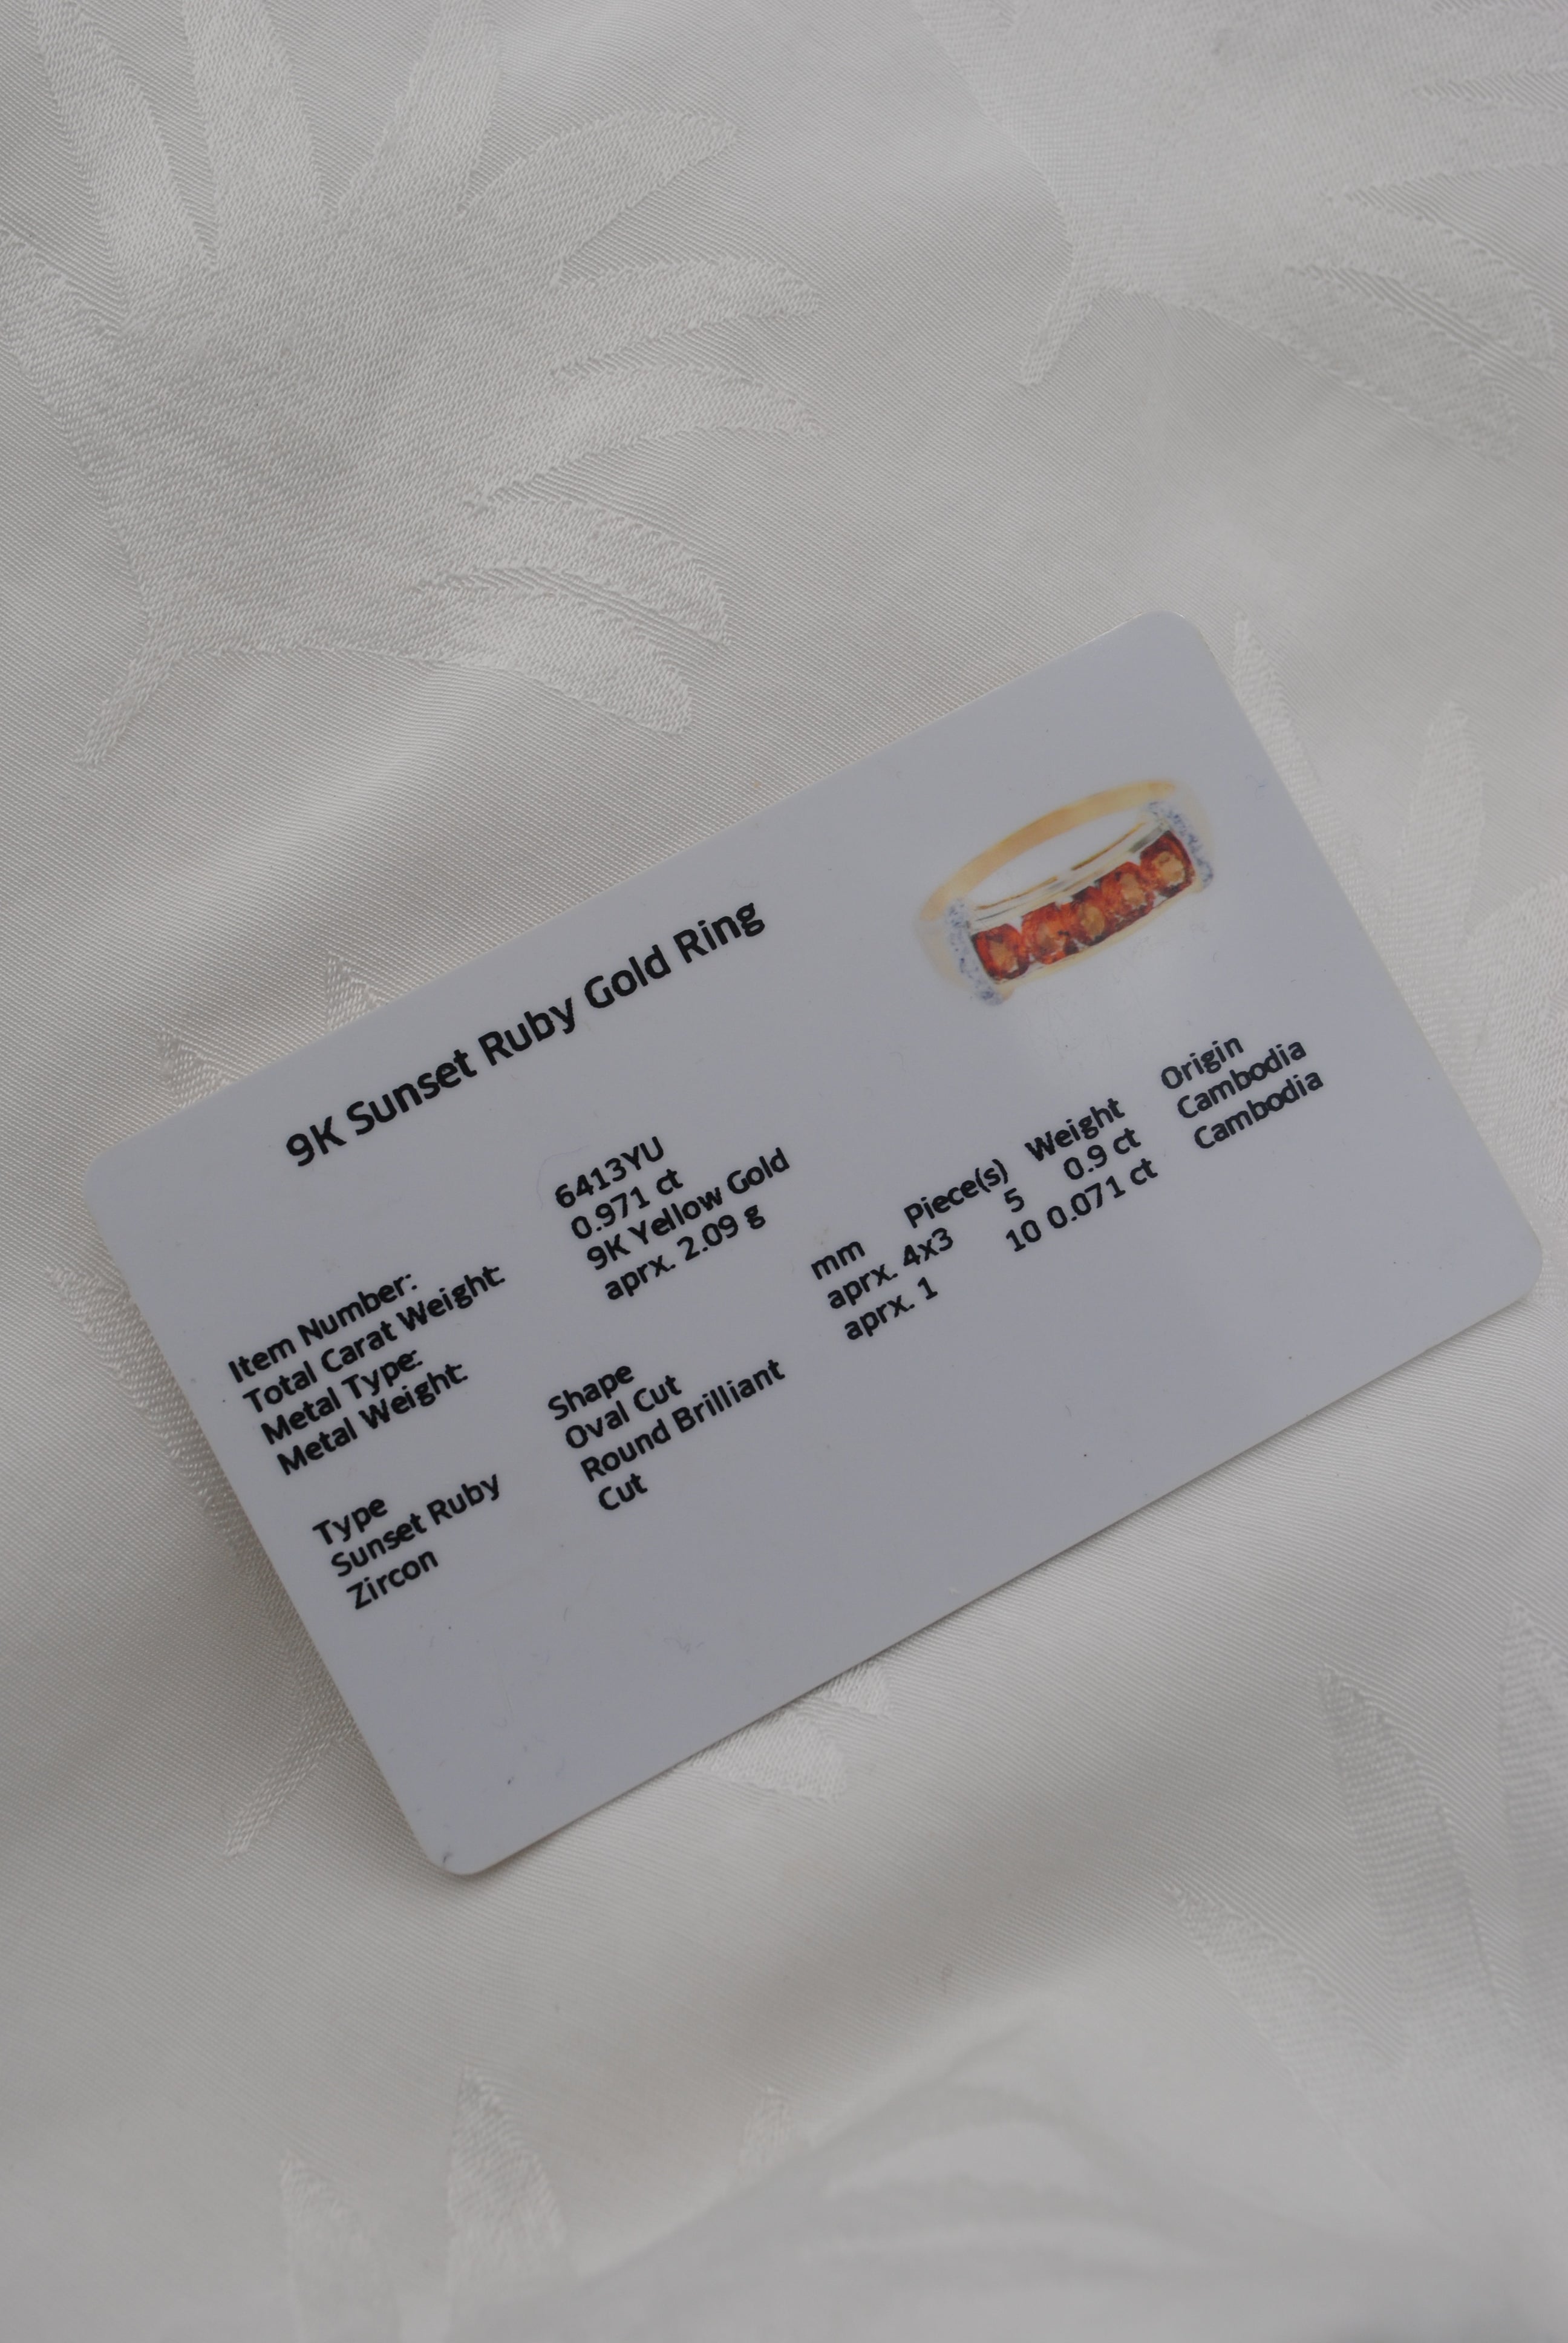 9K Sunset Ruby Gold Ring
Item Number: 6413YU
Total Carat Weight: 0.971 ct
Metal Type: 9K Yellow Gold
Metal Weight: aprx. 2.09 g
Type Shape mm Piece(s) Weight Origin
Sunset Ruby Oval Cut aprx. 4x3 5 0.9 ct Cambodia
Zircon Round Brilliant aprx. 1 10 0.071 ct Cambodia
Cut